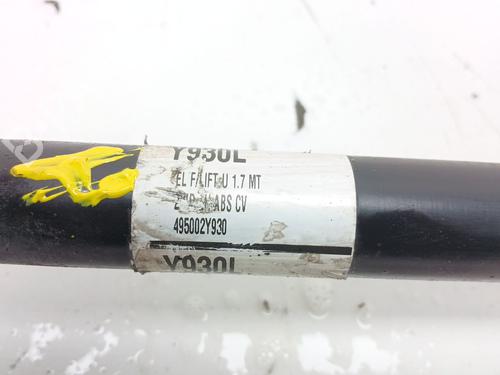 Y930L
EL F/LIFT-U 1.7 MT
ABS CV
495002Y930
Y930L